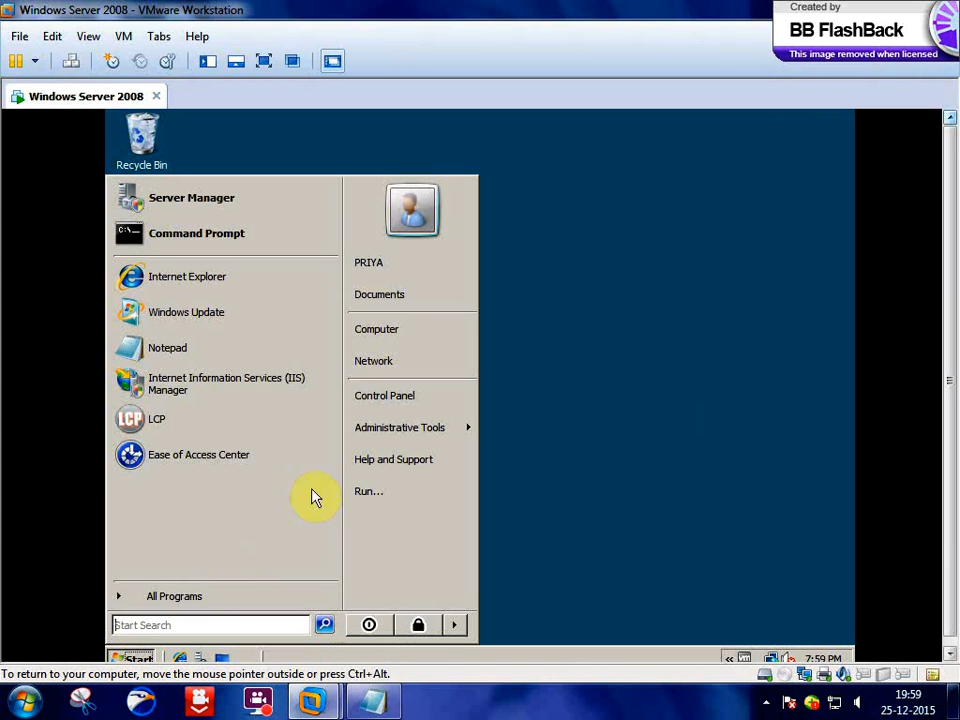 Windows Server 2008 - VMware Workstation
Created by
BB FlashBack
This image removed when licensed
File Edit View VM Tabs Help
Windows Server 2008
Recycle Bin
Server Manager
Command Prompt
Internet Explorer
Windows Update
Notepad
Internet Information Services (IIS)
Manager
LCP
LCP
Ease of Access Center
All Programs
Start Search
PRIYA
Documents
Computer
Network
Control Panel
Administrative Tools
Help and Support
Run...
Start
7:59 PM
To return to your computer, move the mouse pointer outside or press Ctrl+Alt.
19:59
25-12-2015